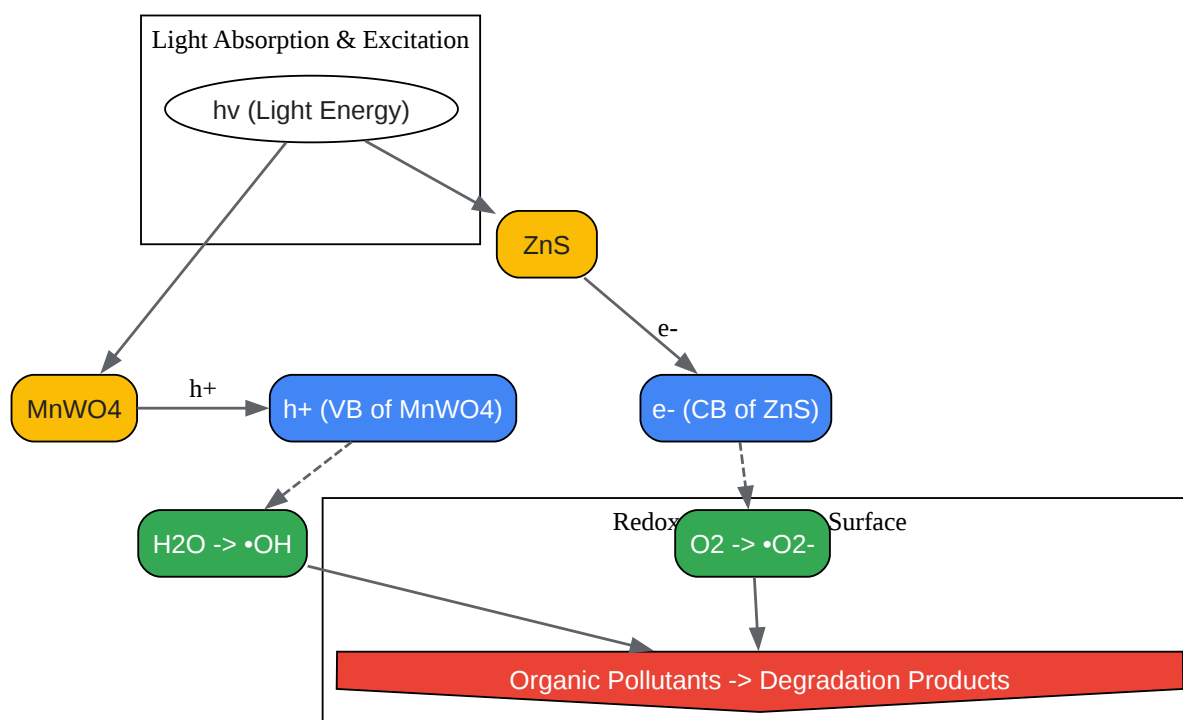 Light Absorption & Excitation
hv (Light Energy)
ZnS
e-
MnWO4
h+
h+ (VB of MnWO4)
e- (CB of ZnS)
Redox
Surface
H2O -> •OH
O2 -> •O2-
Organic Pollutants -> Degradation Products